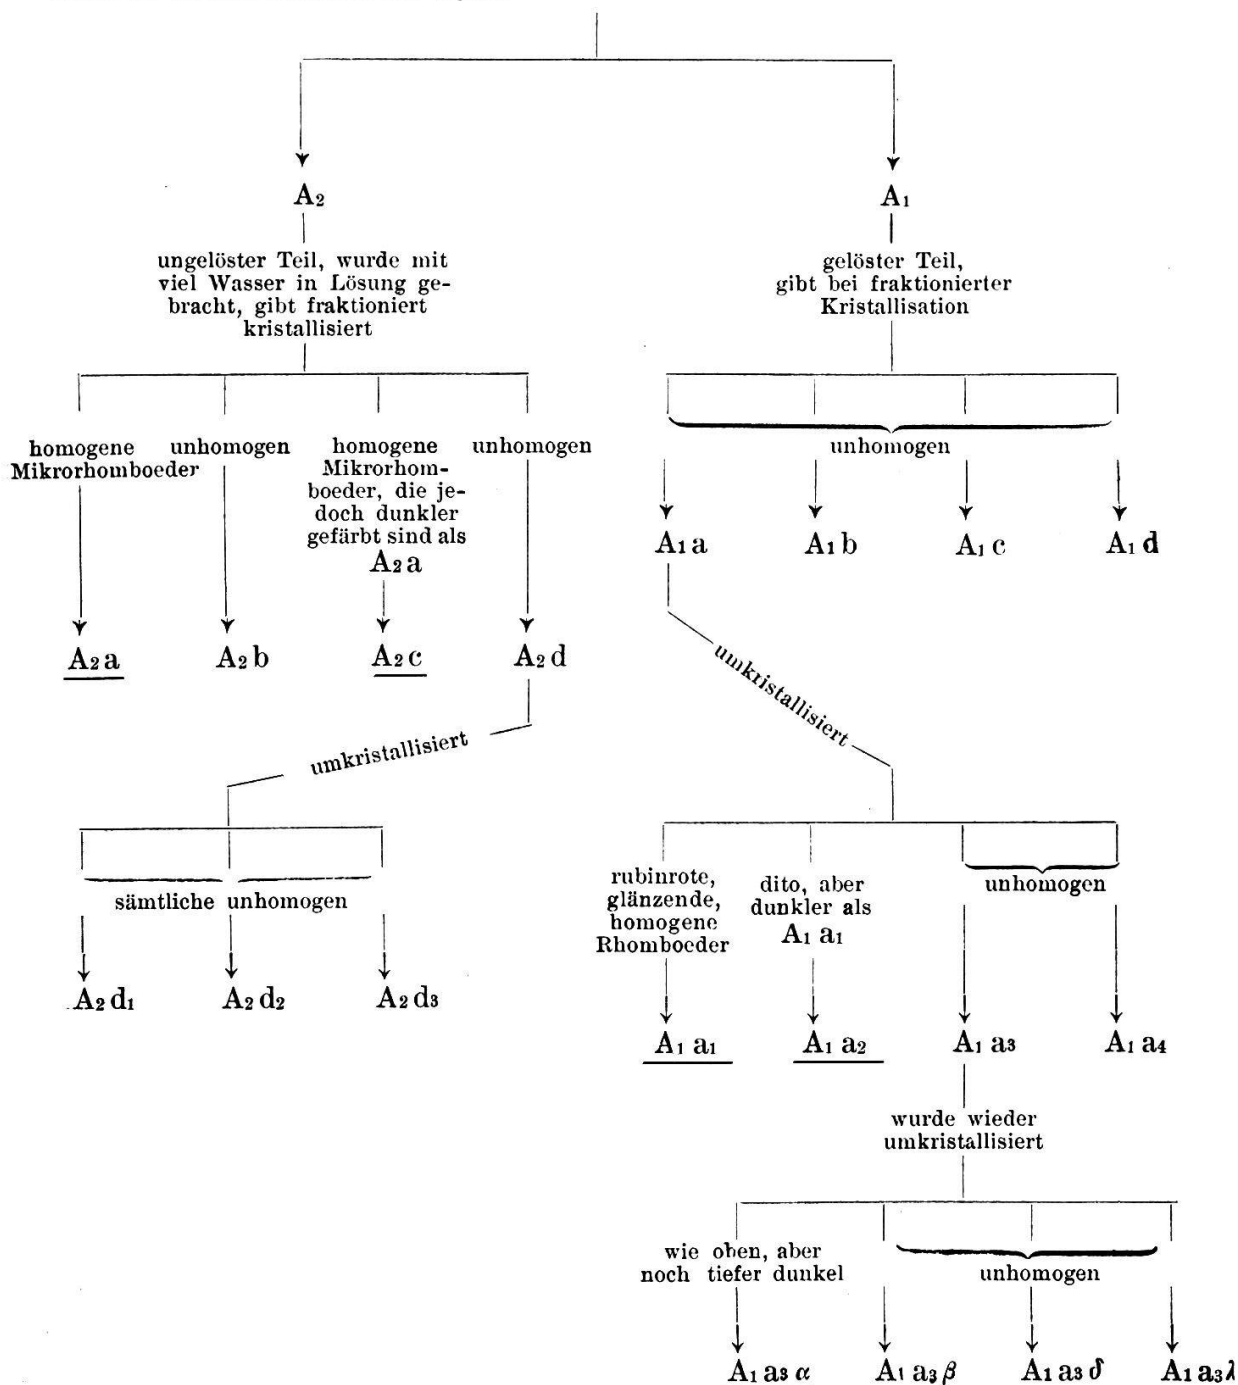 A₂
ungelöster Teil, wurde mit
viel Wasser in Lösung ge-
bracht, gibt fraktioniert
kristallisiert
A₁
gelöster Teil,
gibt bei fraktionierter
Kristallisation
homogene
Mikrorhomboeder
unhomogen
homogene
Mikrorhom-
boeder, die je-
doch dunkler
gefärbt sind als
A₂ a
unhomogen
unhomogen
A₂ a
A₂ b
A₂ c
A₂ d
A₁ a
A₁ b
A₁ c
A₁ d
umkristallisiert
umkristallisiert
sämtliche unhomogen
A₂ d₁
A₂ d₂
A₂ d₃
rubinrote,
glänzende,
homogene
Rhomboeder
dito, aber
dunkler als
A₁ a₁
unhomogen
A₁ a₁
A₁ a₂
A₁ a₃
A₁ a₄
wurde wieder
umkristallisiert
wie oben, aber
noch tiefer dunkel
unhomogen
A₁ a₃ α
A₁ a₃ β
A₁ a₃ δ
A₁ a₃ λ